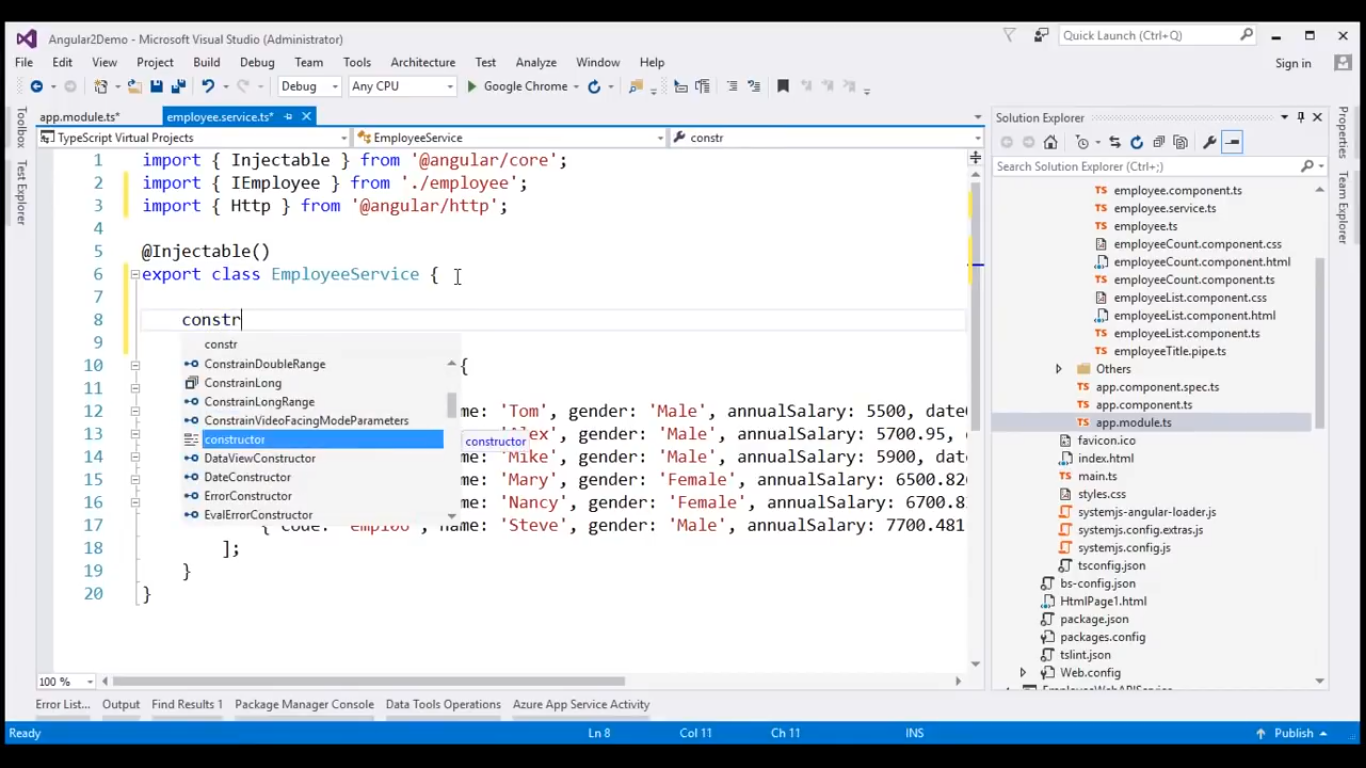 Angular2Demo - Microsoft Visual Studio (Administrator)
Quick Launch (Ctrl+Q)
File Edit View Project Build Debug Team Tools Architecture Test Analyze Window Help
Sign in
Debug Any CPU Google Chrome
app.module.ts* employee.service.ts*
TypeScript Virtual Projects EmployeeService constr
Toolbox
Test Explorer
1 import { Injectable } from '@angular/core';
2 import { IEmployee } from './employee';
3 import { Http } from '@angular/http';
4
5 @Injectable()
6 export class EmployeeService {
7
8 constr
9
10 {
11
12 me: 'Tom', gender: 'Male', annualSalary: 5500, date
13 'Alex', gender: 'Male', annualSalary: 5700.95,
14 me: 'Mike', gender: 'Male', annualSalary: 5900, dat
15 me: 'Mary', gender: 'Female', annualSalary: 6500.826
16 me: 'Nancy', gender: 'Female', annualSalary: 6700.8
17 { code: 'emp106', name: 'Steve', gender: 'Male', annualSalary: 7700.481
18 ];
19 }
20 }
constr
ConstrainDoubleRange
ConstrainLong
ConstrainLongRange
ConstrainVideoFacingModeParameters
constructor
DataViewConstructor
DateConstructor
ErrorConstructor
EvalErrorConstructor
constructor
100 %
Solution Explorer
Search Solution Explorer (Ctrl+;)
employee.component.ts
employee.service.ts
employee.ts
employeeCount.component.css
employeeCount.component.html
employeeCount.component.ts
employeeList.component.css
employeeList.component.html
employeeList.component.ts
employeeTitle.pipe.ts
Others
app.component.spec.ts
app.component.ts
app.module.ts
favicon.ico
index.html
main.ts
styles.css
systemjs-angular-loader.js
systemjs.config.extras.js
systemjs.config.js
tsconfig.json
bs-config.json
HtmlPage1.html
package.json
packages.config
tslint.json
Web.config
EmployeeWebAPIService
Properties
Team Explorer
Error List... Output Find Results 1 Package Manager Console Data Tools Operations Azure App Service Activity
Ready Ln 8 Col 11 Ch 11 INS Publish